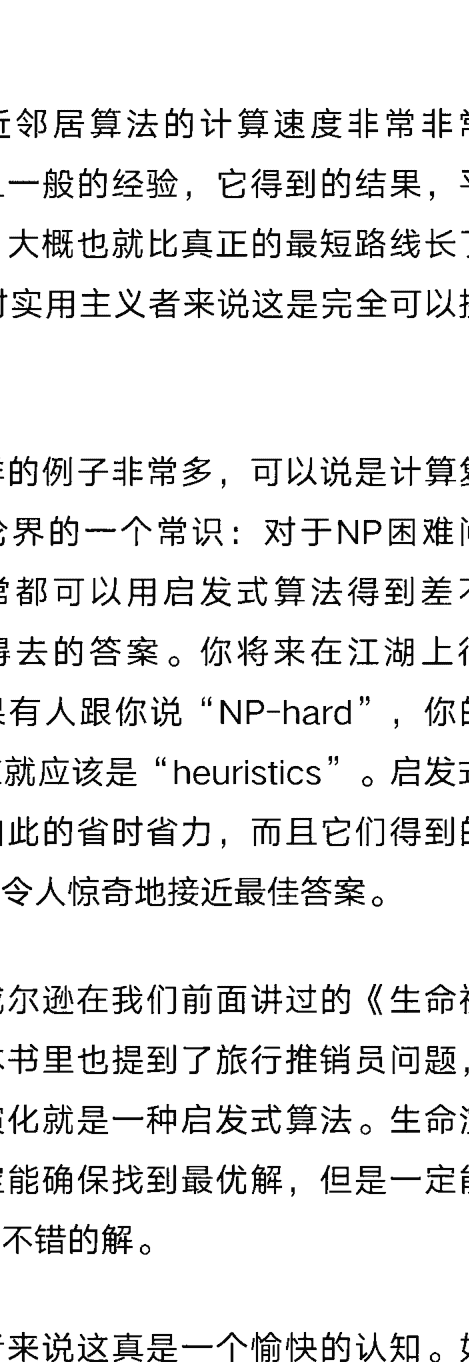 邻居算法的计算速度非常非
一般的经验，它得到的结果，
大概也就比真正的最短路线长
实用主义者来说这是完全可以
的例子非常多，可以说是计算
界的一个常识：对于NP困难
都可以用启发式算法得到差
去的答案。你将来在江湖上
有人跟你说“NP-hard”，你
就应该是“heuristics”。启发
此的省时省力，而且它们得到
令人惊奇地接近最佳答案。
尔逊在我们前面讲过的《生命
书里也提到了旅行推销员问题，
化就是一种启发式算法。生命
能确保找到最优解，但是一定
不错的解。
来说这真是一个愉快的认知。